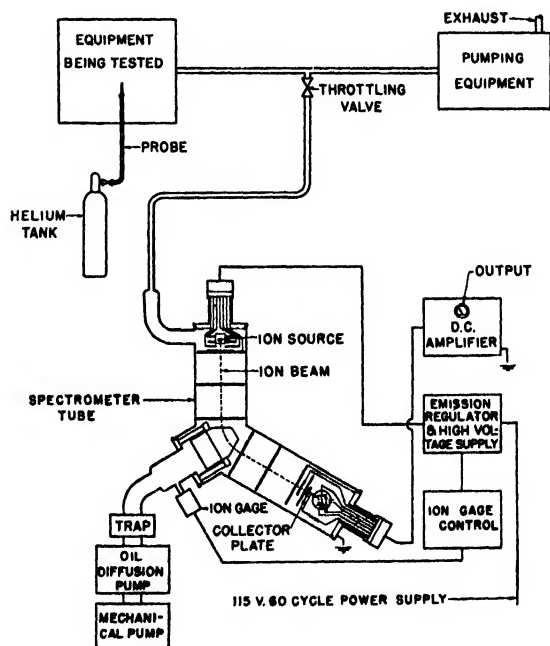 EXHAUST
EQUIPMENT
BEING TESTED
PUMPING
EQUIPMENT
THROTTLING
VALVE
PROBE
HELIUM
TANK
OUTPUT
ION SOURCE
D.C.
AMPLIFIER
ION BEAM
SPECTROMETER
TUBE
EMISSION
REGULATOR
& HIGH VOL-
TAGE SUPPLY
ION GAGE
COLLECTOR
PLATE
ION GAGE
CONTROL
TRAP
OIL
DIFFUSION
PUMP
115 V. 60 CYCLE POWER SUPPLY
MECHANI-
CAL PUMP